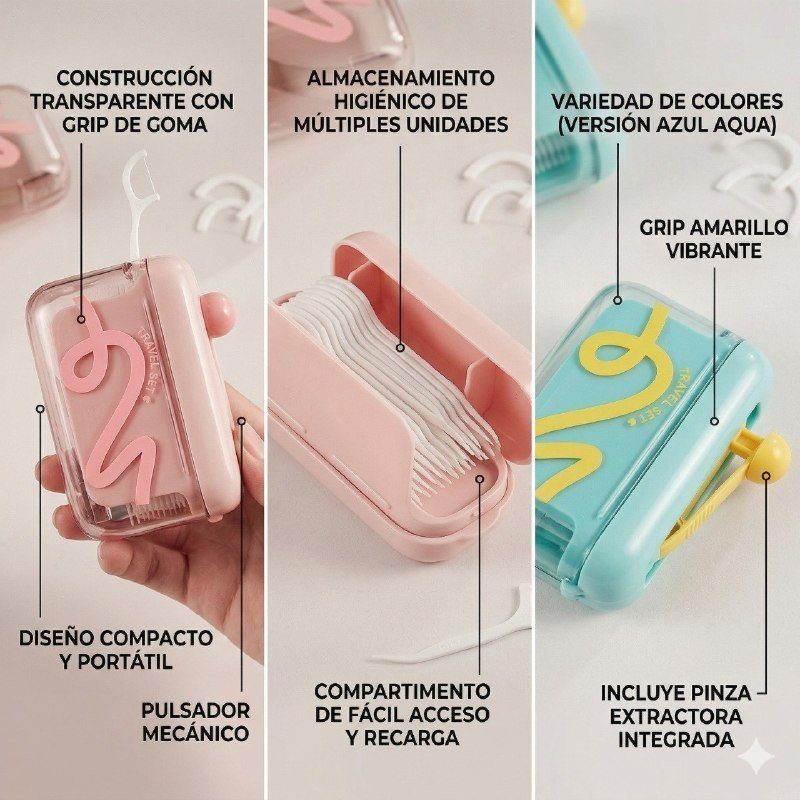 CONSTRUCCIÓN
TRANSPARENTE CON
GRIP DE GOMA
TRAVEL SET
DISEÑO COMPACTO
Y PORTÁTIL
PULSADOR
MECÁNICO
ALMACENAMIENTO
HIGIÉNICO DE
MÚLTIPLES UNIDADES
COMPARTIMENTO
DE FÁCIL ACCESO
Y RECARGA
VARIEDAD DE COLORES
(VERSIÓN AZUL AQUA)
GRIP AMARILLO
VIBRANTE
TRAVEL SET
INCLUYE PINZA
EXTRACTORA
INTEGRADA